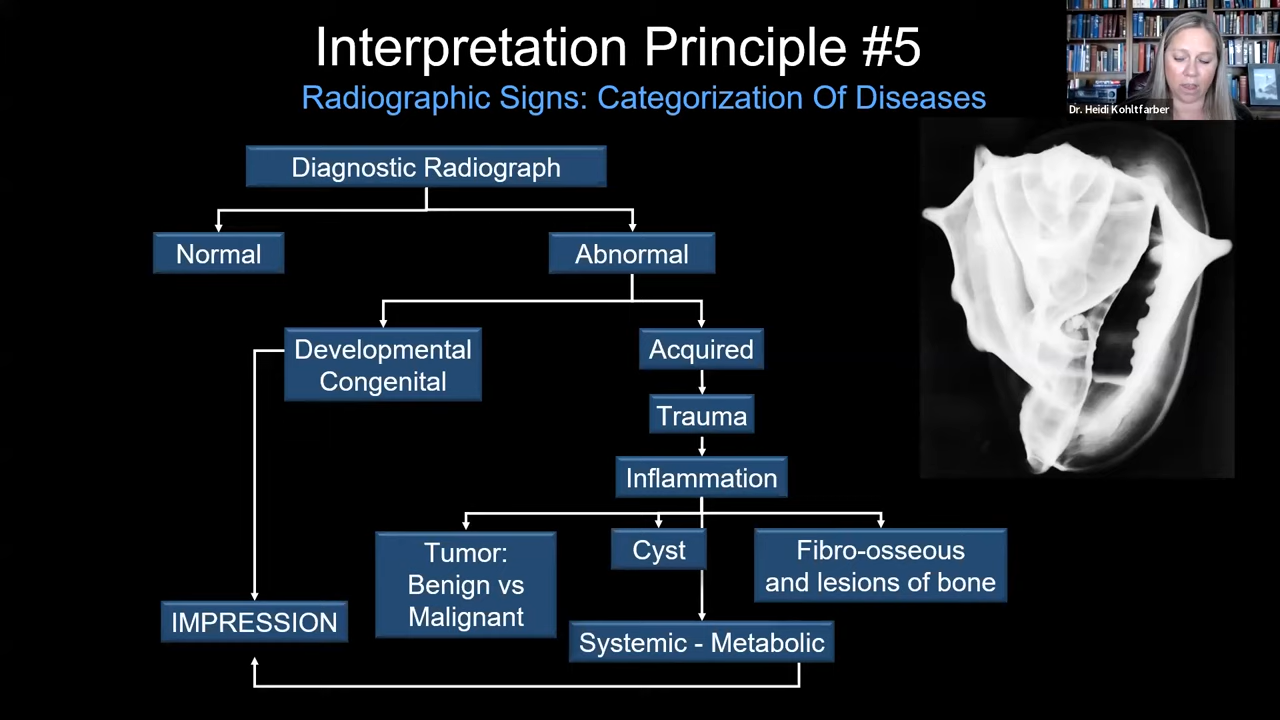 Interpretation Principle #5
Radiographic Signs: Categorization Of Diseases
Dr. Heidi Kohltfarber
Diagnostic Radiograph
Normal
Abnormal
Developmental
Congenital
Acquired
Trauma
Inflammation
Tumor:
Benign vs
Malignant
Cyst
Fibro-osseous
and lesions of bone
IMPRESSION
Systemic - Metabolic